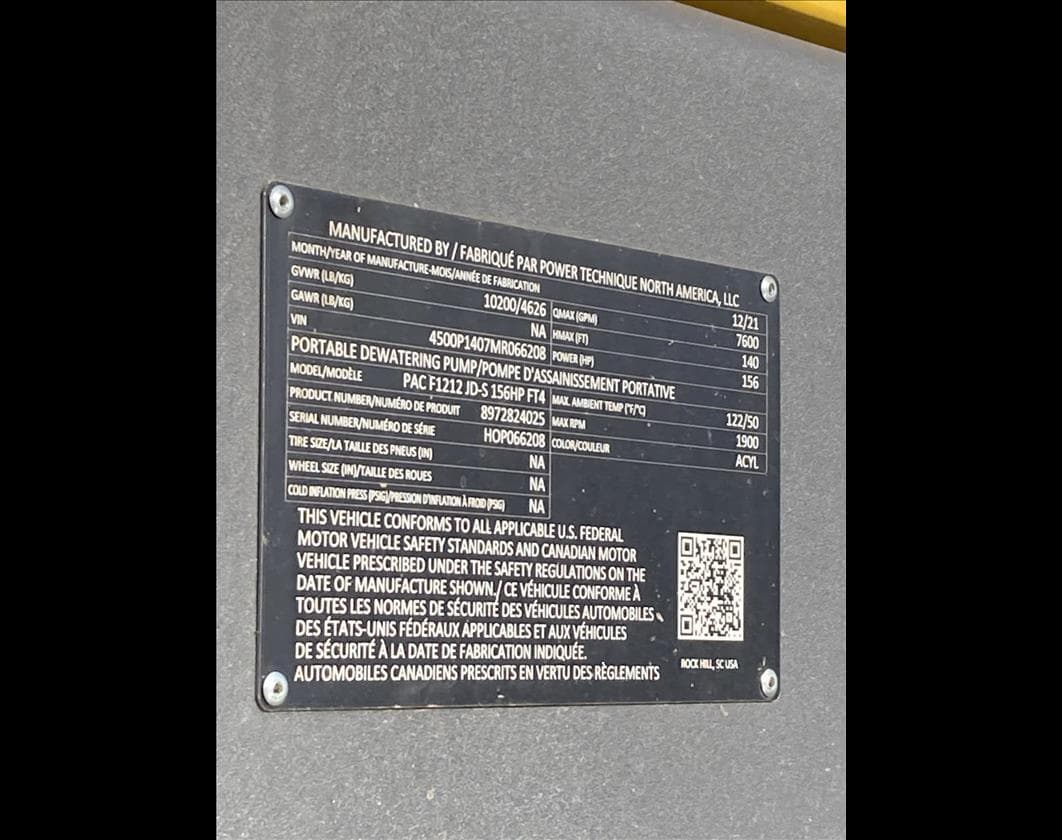 MANUFACTURED BY / FABRIQUÉ PAR POWER TECHNIQUE NORTH AMERICA, LLC
MONTH/YEAR OF MANUFACTURE-MOIS/ANNÉE DE FABRICATION 12/21
GVWR (LB/KG) 10200/4626 QMAX (GPM) 7600
GAWR (LB/KG) NA HMAX (FT) 140
VIN 4500P1407MR066208 POWER (HP) 156
PORTABLE DEWATERING PUMP/POMPE D'ASSAINISSEMENT PORTATIVE
MODEL/MODÈLE PAC F1212 JD-S 156HP FT4 MAX. AMBIENT TEMP (°F/°C) 122/50
PRODUCT NUMBER/NUMÉRO DE PRODUIT 8972824025 MAX RPM 1900
SERIAL NUMBER/NUMÉRO DE SÉRIE HOP066208 COLOR/COULEUR ACYL
TIRE SIZE/LA TAILLE DES PNEUS (IN) NA
WHEEL SIZE (IN)/TAILLE DES ROUES NA
COLD INFLATION PRESS (PSIG)/PRESSION D'INFLATION À FROID (PSIG) NA
THIS VEHICLE CONFORMS TO ALL APPLICABLE U.S. FEDERAL
MOTOR VEHICLE SAFETY STANDARDS AND CANADIAN MOTOR
VEHICLE PRESCRIBED UNDER THE SAFETY REGULATIONS ON THE
DATE OF MANUFACTURE SHOWN./ CE VÉHICULE CONFORME À
TOUTES LES NORMES DE SÉCURITÉ DES VÉHICULES AUTOMOBILES
DES ÉTATS-UNIS FÉDÉRAUX APPLICABLES ET AUX VÉHICULES
DE SÉCURITÉ À LA DATE DE FABRICATION INDIQUÉE.
AUTOMOBILES CANADIENS PRESCRITS EN VERTU DES RÈGLEMENTS
ROCK HILL, SC USA